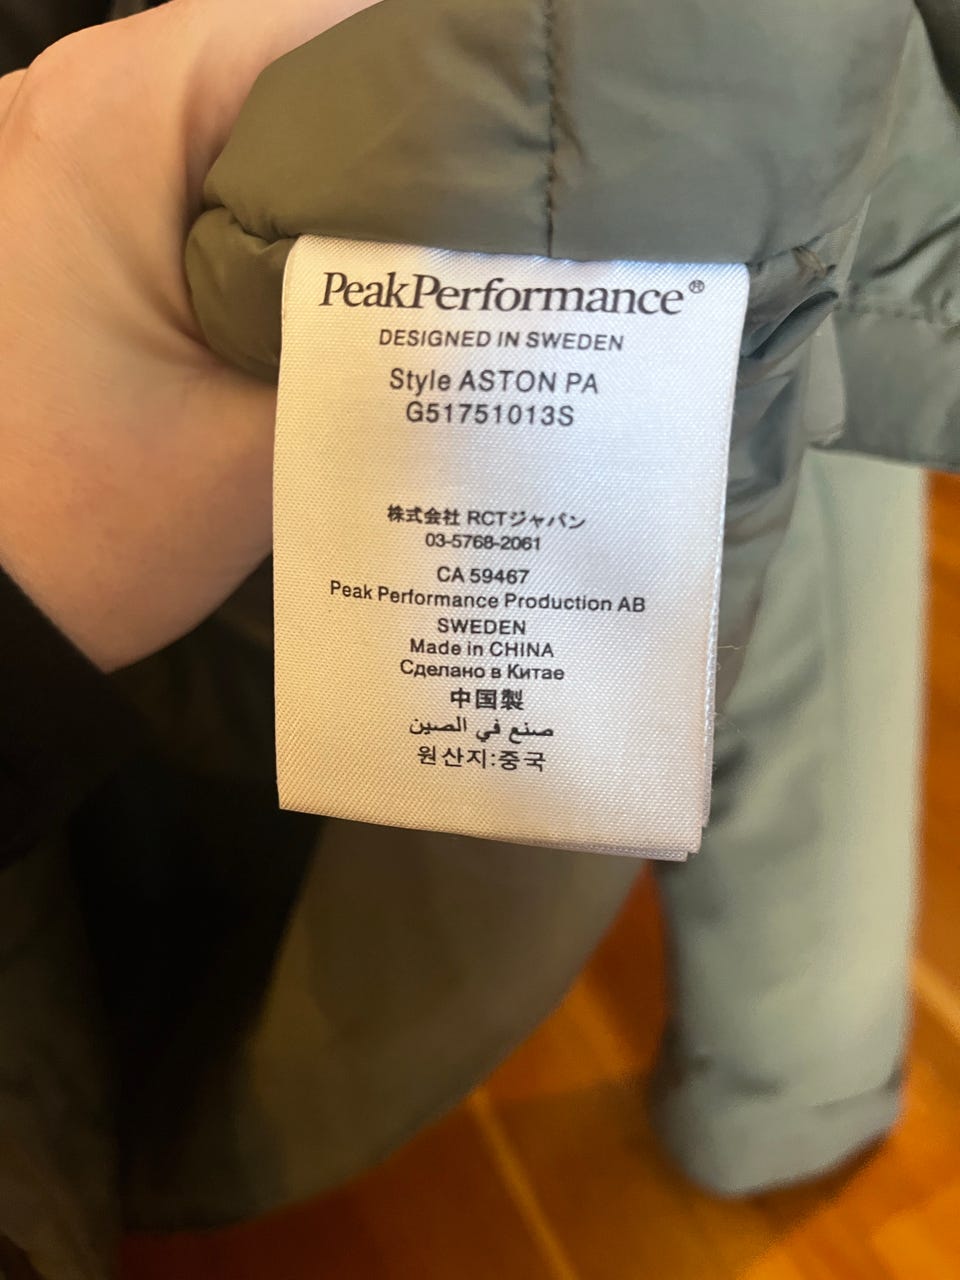 PeakPerformance®
DESIGNED IN SWEDEN
Style ASTON PA
G51751013S
株式会社 RCTジャパン
03-5768-2061
CA 59467
Peak Performance Production AB
SWEDEN
Made in CHINA
Сделано в Китае
中国製
صنع في الصين
원산지:중국